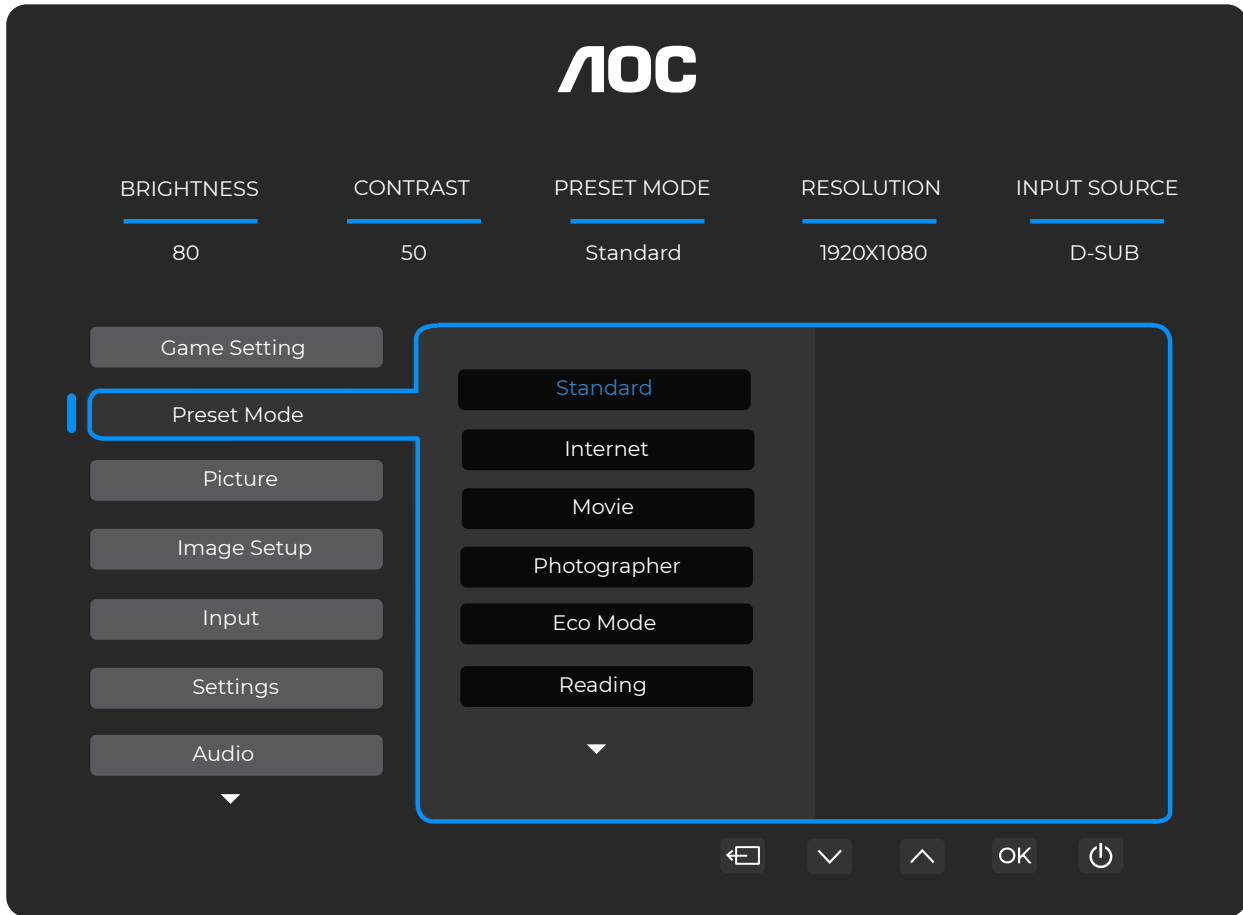 AOC
BRIGHTNESS CONTRAST PRESET MODE RESOLUTION INPUT SOURCE
80 50 Standard 1920X1080 D-SUB
Game Setting
Preset Mode
Picture
Image Setup
Input
Settings
Audio
Standard
Internet
Movie
Photographer
Eco Mode
Reading
OK